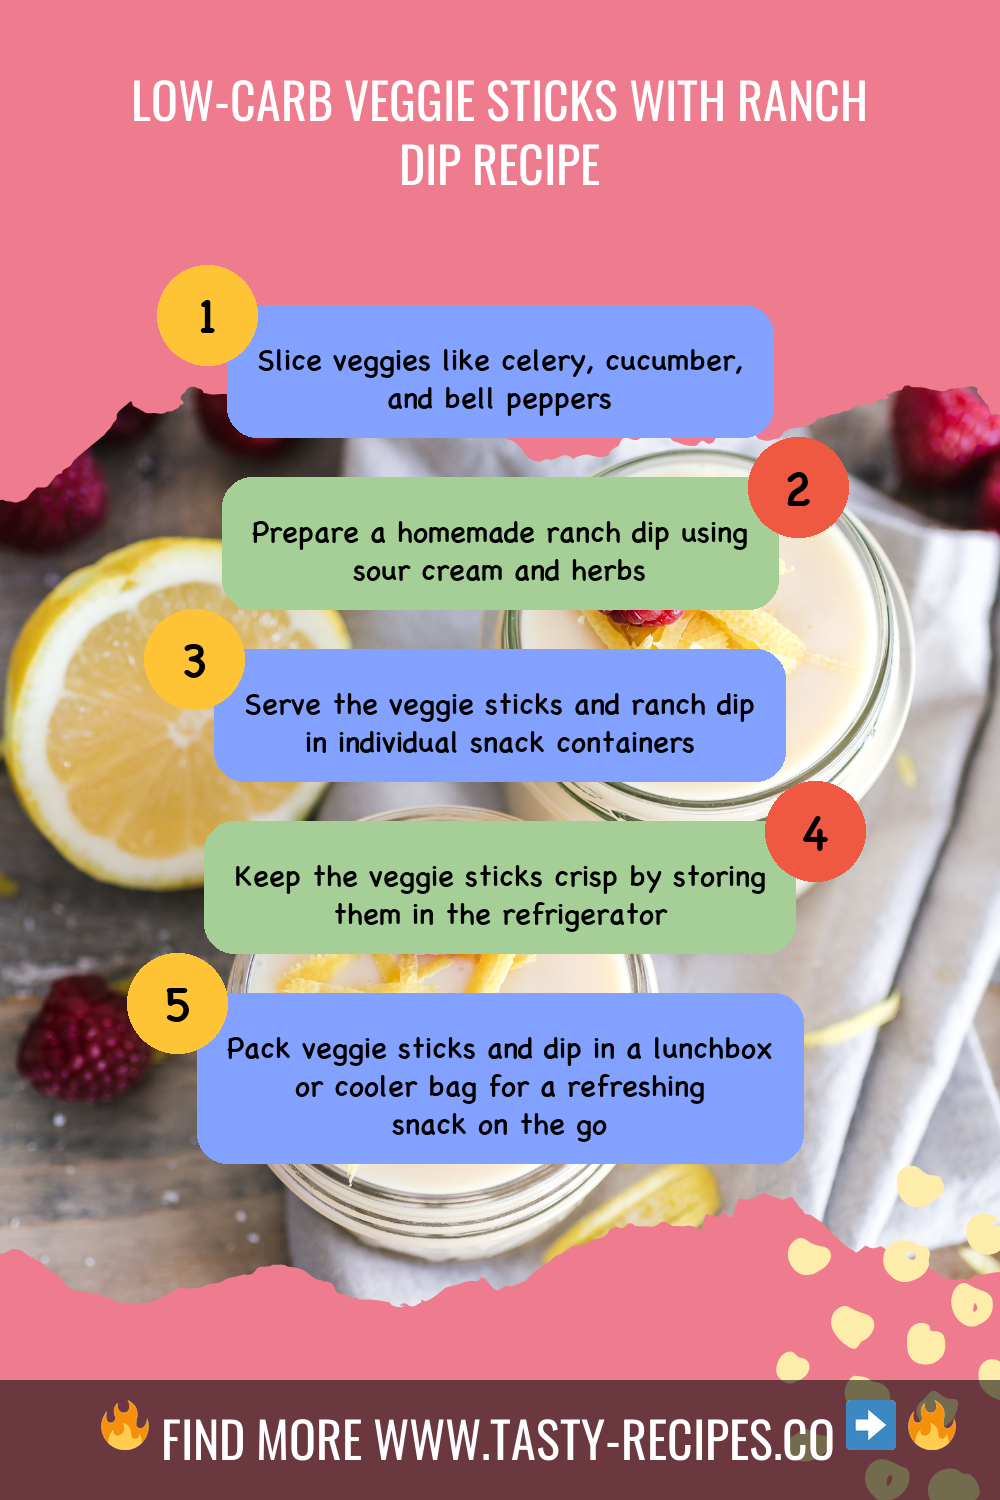 LOW-CARB VEGGIE STICKS WITH RANCH
DIP RECIPE
1
Slice veggies like celery, cucumber,
and bell peppers
2
Prepare a homemade ranch dip using
sour cream and herbs
3
Serve the veggie sticks and ranch dip
in individual snack containers
4
Keep the veggie sticks crisp by storing
them in the refrigerator
5
Pack veggie sticks and dip in a lunchbox
or cooler bag for a refreshing
snack on the go
FIND MORE WWW.TASTY-RECIPES.CO